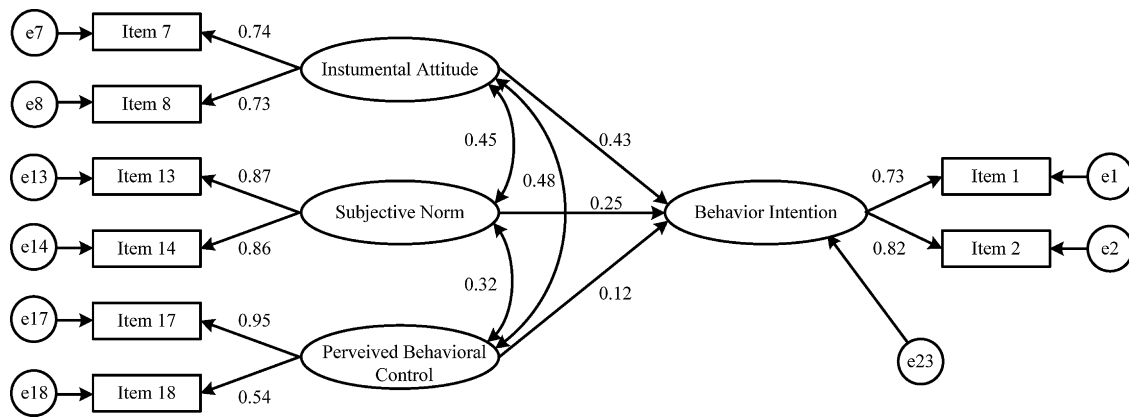 e7
Item 7
0.74
Instumental Attitude
e8
Item 8
0.73
0.45
0.43
e13
Item 13
0.87
0.48
0.73
Item 1
e1
Subjective Norm
0.25
Behavior Intention
e14
Item 14
0.86
0.82
Item 2
e2
0.32
0.12
e17
Item 17
0.95
Perveived Behavioral
Control
e23
e18
Item 18
0.54